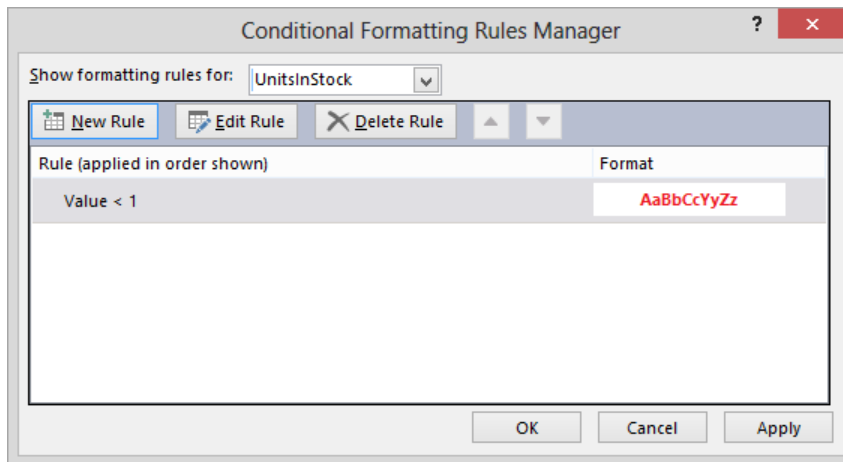 Conditional Formatting Rules Manager ? ×
Show formatting rules for: UnitsInStock
New Rule Edit Rule Delete Rule
Rule (applied in order shown) Format
Value < 1 AaBbCcYyZz
OK Cancel Apply